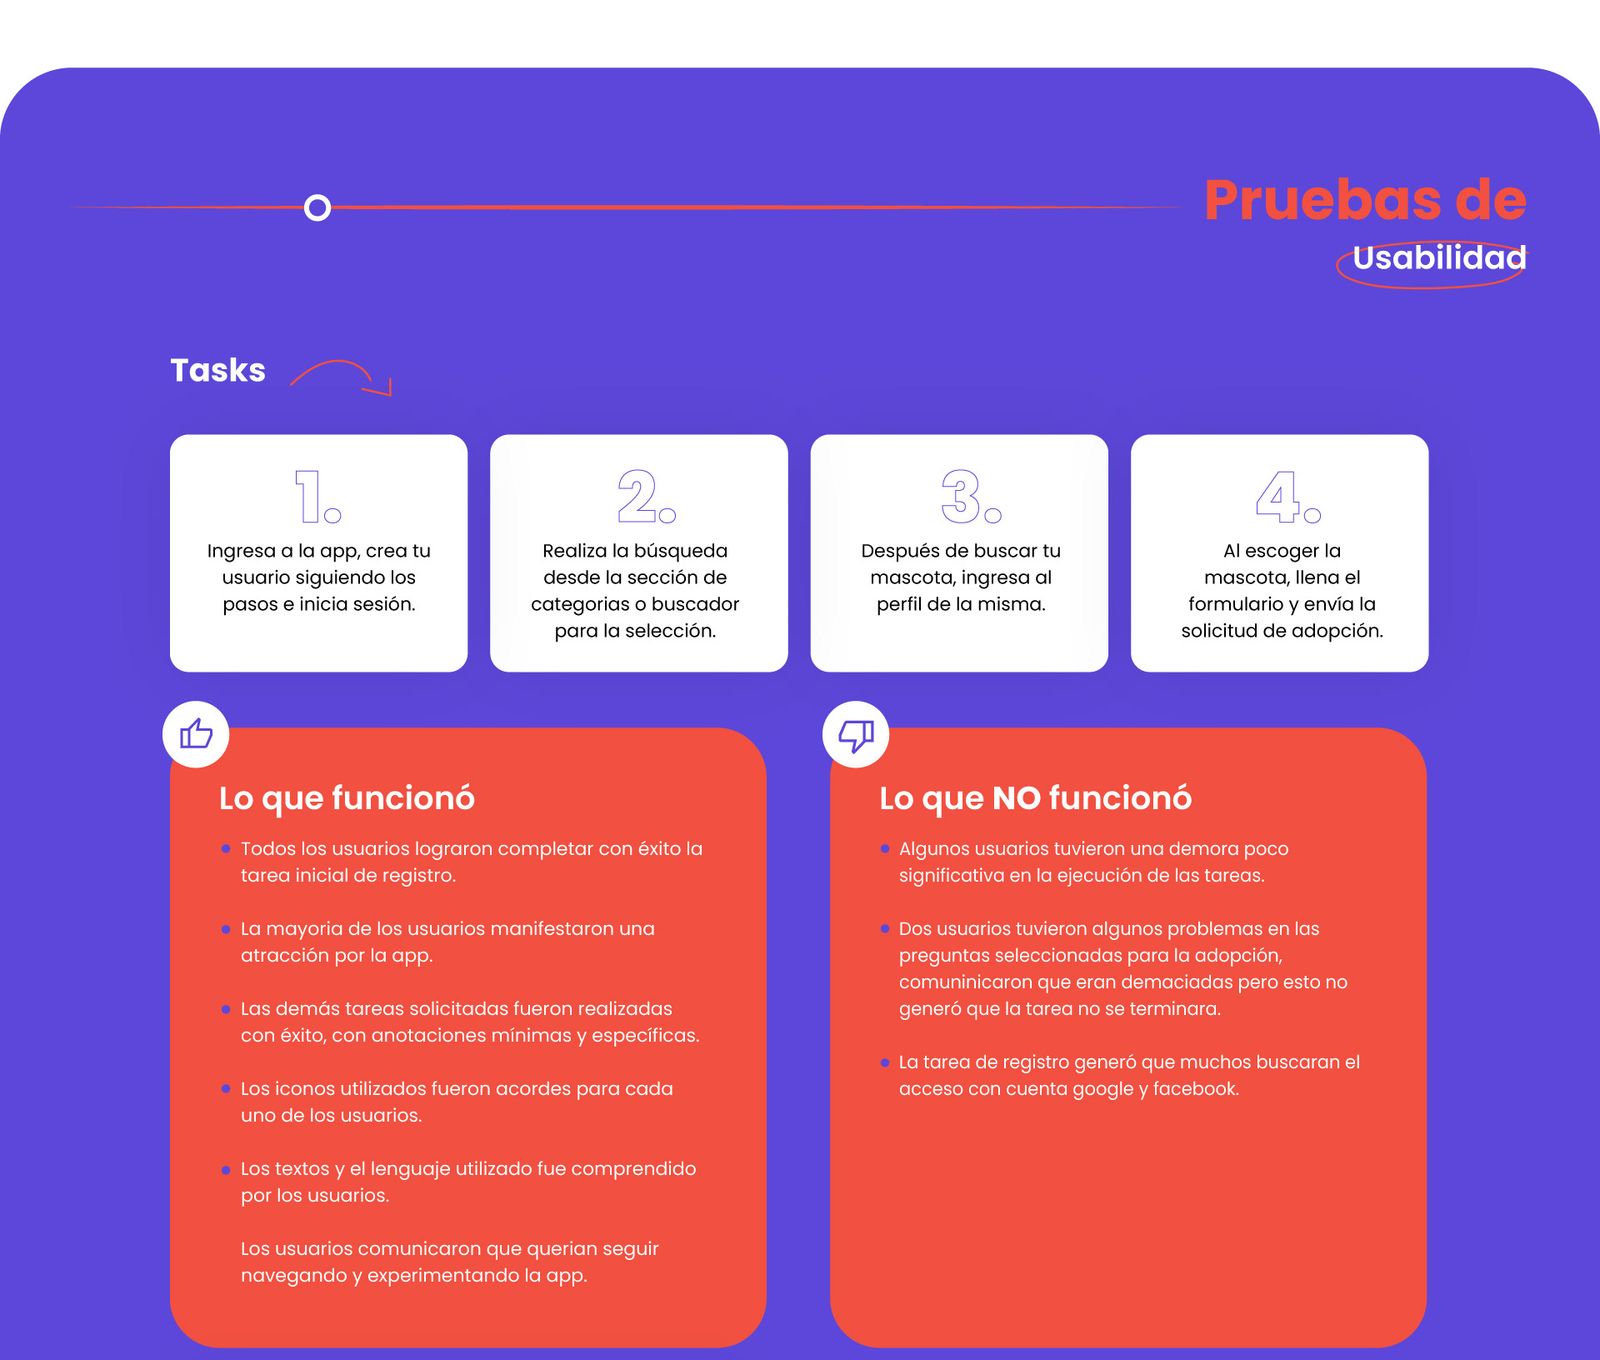 Pruebas de
Usabilidad
Tasks
1.
Ingresa a la app, crea tu
usuario siguiendo los
pasos e inicia sesión.
2.
Realiza la búsqueda
desde la sección de
categorias o buscador
para la selección.
3.
Después de buscar tu
mascota, ingresa al
perfil de la misma.
4.
Al escoger la
mascota, llena el
formulario y envía la
solicitud de adopción.
Lo que funcionó
Todos los usuarios lograron completar con éxito la
tarea inicial de registro.
La mayoria de los usuarios manifestaron una
atracción por la app.
Las demás tareas solicitadas fueron realizadas
con éxito, con anotaciones mínimas y específicas.
Los iconos utilizados fueron acordes para cada
uno de los usuarios.
Los textos y el lenguaje utilizado fue comprendido
por los usuarios.
Los usuarios comunicaron que querian seguir
navegando y experimentando la app.
Lo que NO funcionó
Algunos usuarios tuvieron una demora poco
significativa en la ejecución de las tareas.
Dos usuarios tuvieron algunos problemas en las
preguntas seleccionadas para la adopción,
comuninicaron que eran demaciadas pero esto no
generó que la tarea no se terminara.
La tarea de registro generó que muchos buscaran el
acceso con cuenta google y facebook.